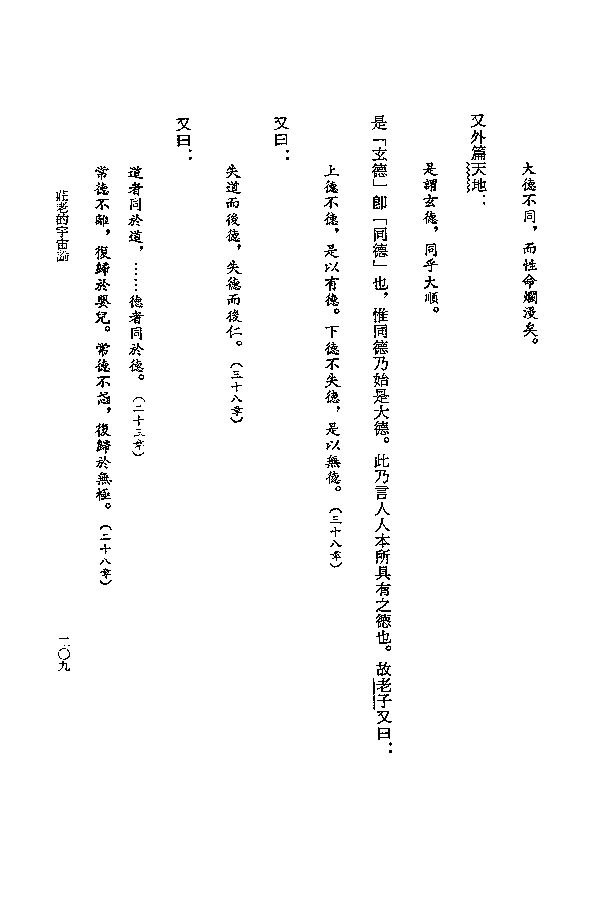 大德不同，而性命爛漫矣。
又外篇天地：
是謂玄德，同乎大順。
是「玄德」卽「同德」也，惟同德乃始是大德。此乃言人人本所具有之德也。故老子又曰：
上德不德，是以有德。下德不失德，是以無德。（三十八章）
又曰：
失道而後德，失德而後仁。（三十八章）
又曰：
道者同於道，……德者同於德。（二十三章）
常德不離，復歸於嬰兒。常德不忒，復歸於無極。（二十八章）
莊老的宇宙論
二〇九